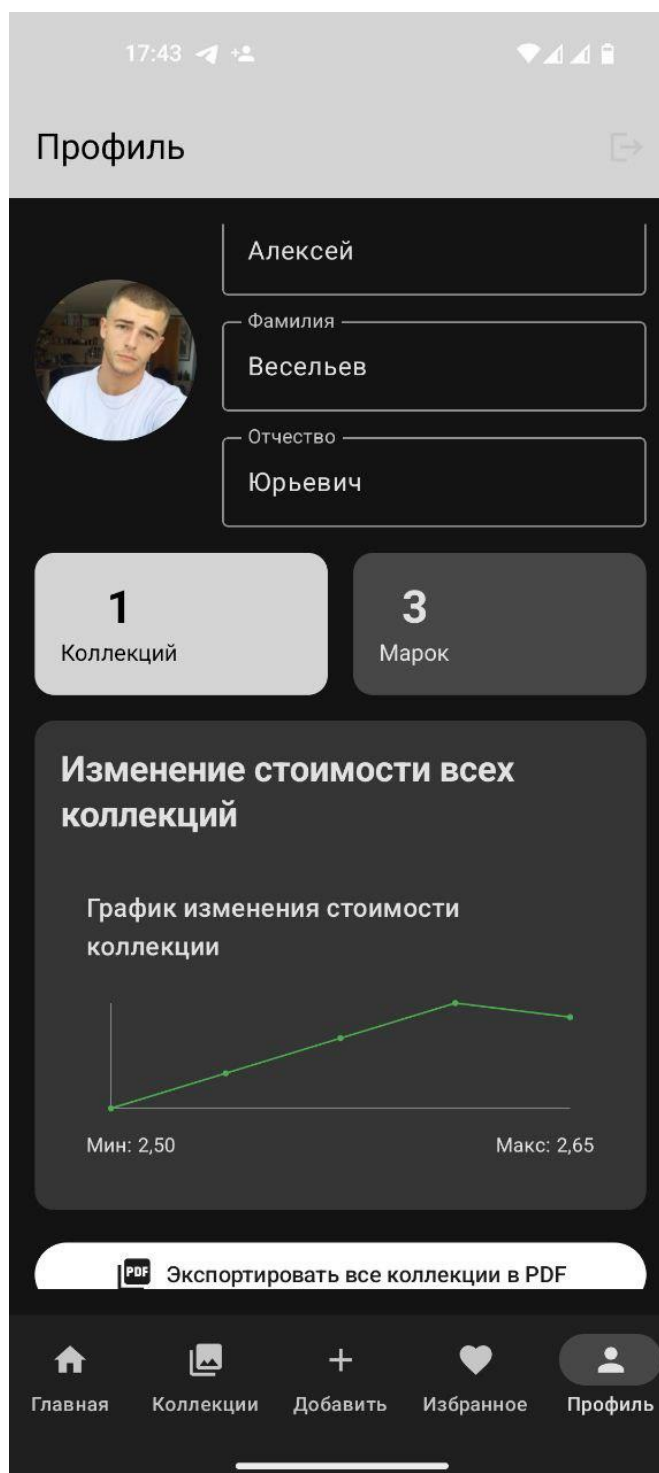 17:43
Профиль
Алексей
Фамилия
Весельев
Отчество
Юрьевич
1
Коллекций
3
Марок
Изменение стоимости всех
коллекций
График изменения стоимости
коллекции
Мин: 2,50
Макс: 2,65
PDF Экспортировать все коллекции в PDF
Главная
Коллекции
Добавить
Избранное
Профиль